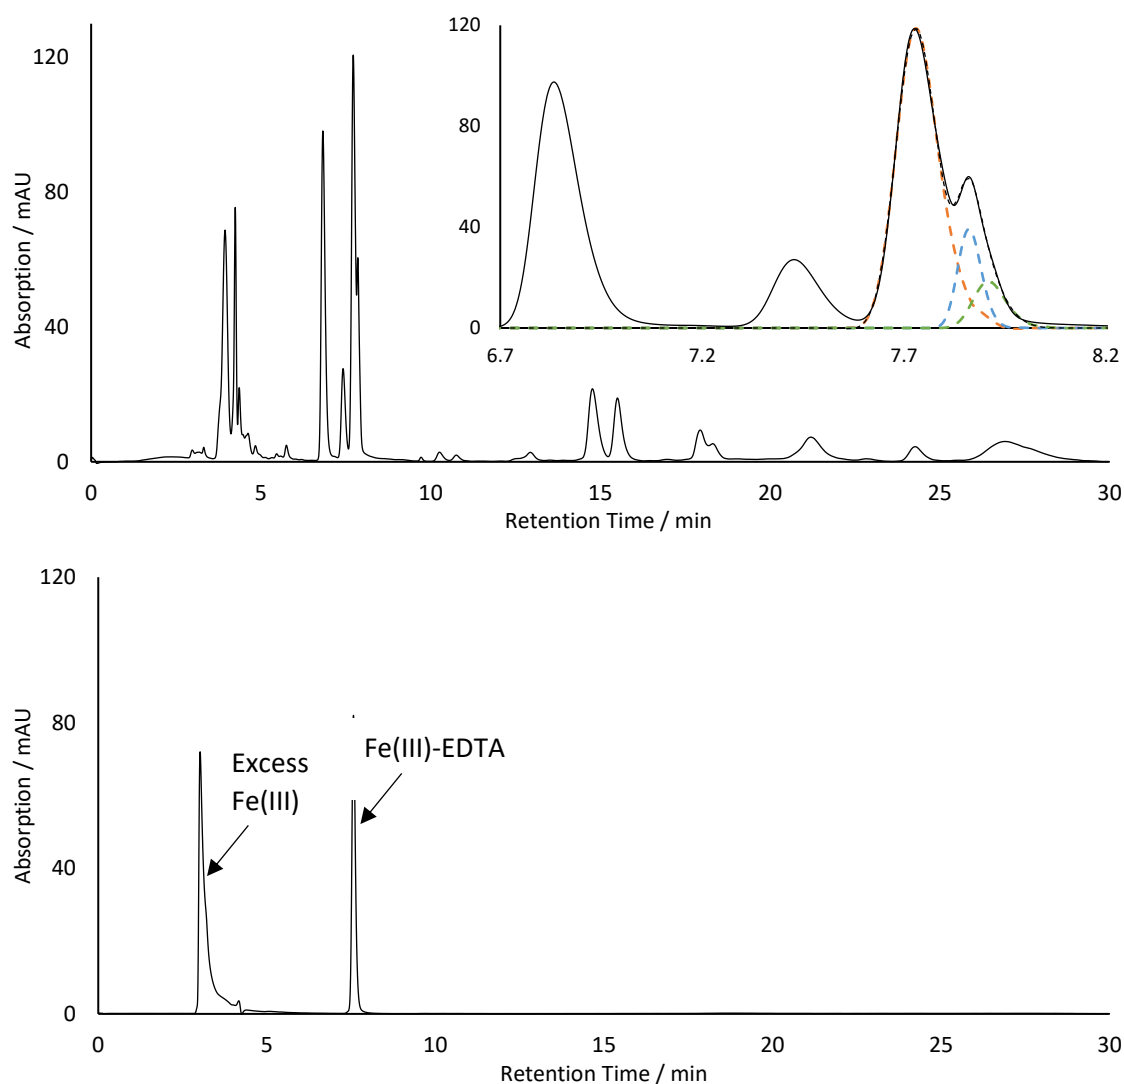 120
80
40
0
Absorption / mAU
0 5 10 15 20 25 30
Retention Time / min
120
80
40
0
6.7 7.2 7.7 8.2
120
80
40
0
Absorption / mAU
Excess
Fe(III)
Fe(III)-EDTA
0 5 10 15 20 25 30
Retention Time / min